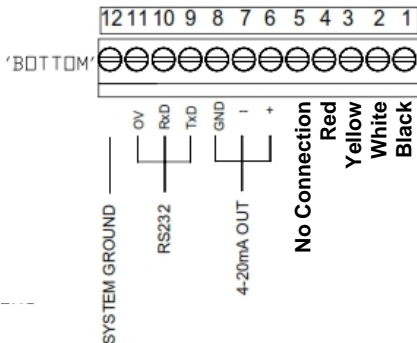 12 11 10 9 8 7 6 5 4 3 2 1
'BOTTOM'
OV
RxD
TxD
GND
–
+
No Connection
Red
Yellow
White
Black
SYSTEM GROUND
RS232
4-20mA OUT